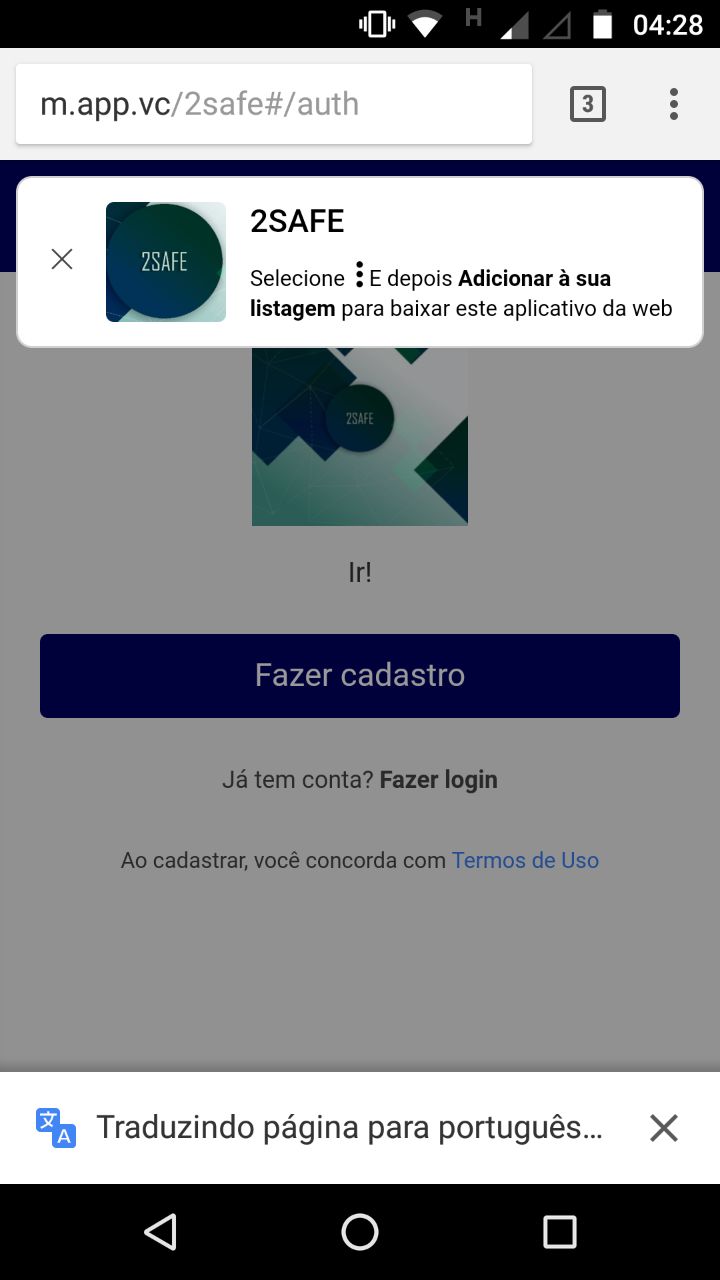 H
04:28
m.app.vc/2safe#/auth
3
2SAFE
2SAFE
Selecione ⋮ E depois Adicionar à sua
listagem para baixar este aplicativo da web
2SAFE
Ir!
Fazer cadastro
Já tem conta? Fazer login
Ao cadastrar, você concorda com Termos de Uso
文A
Traduzindo página para português...